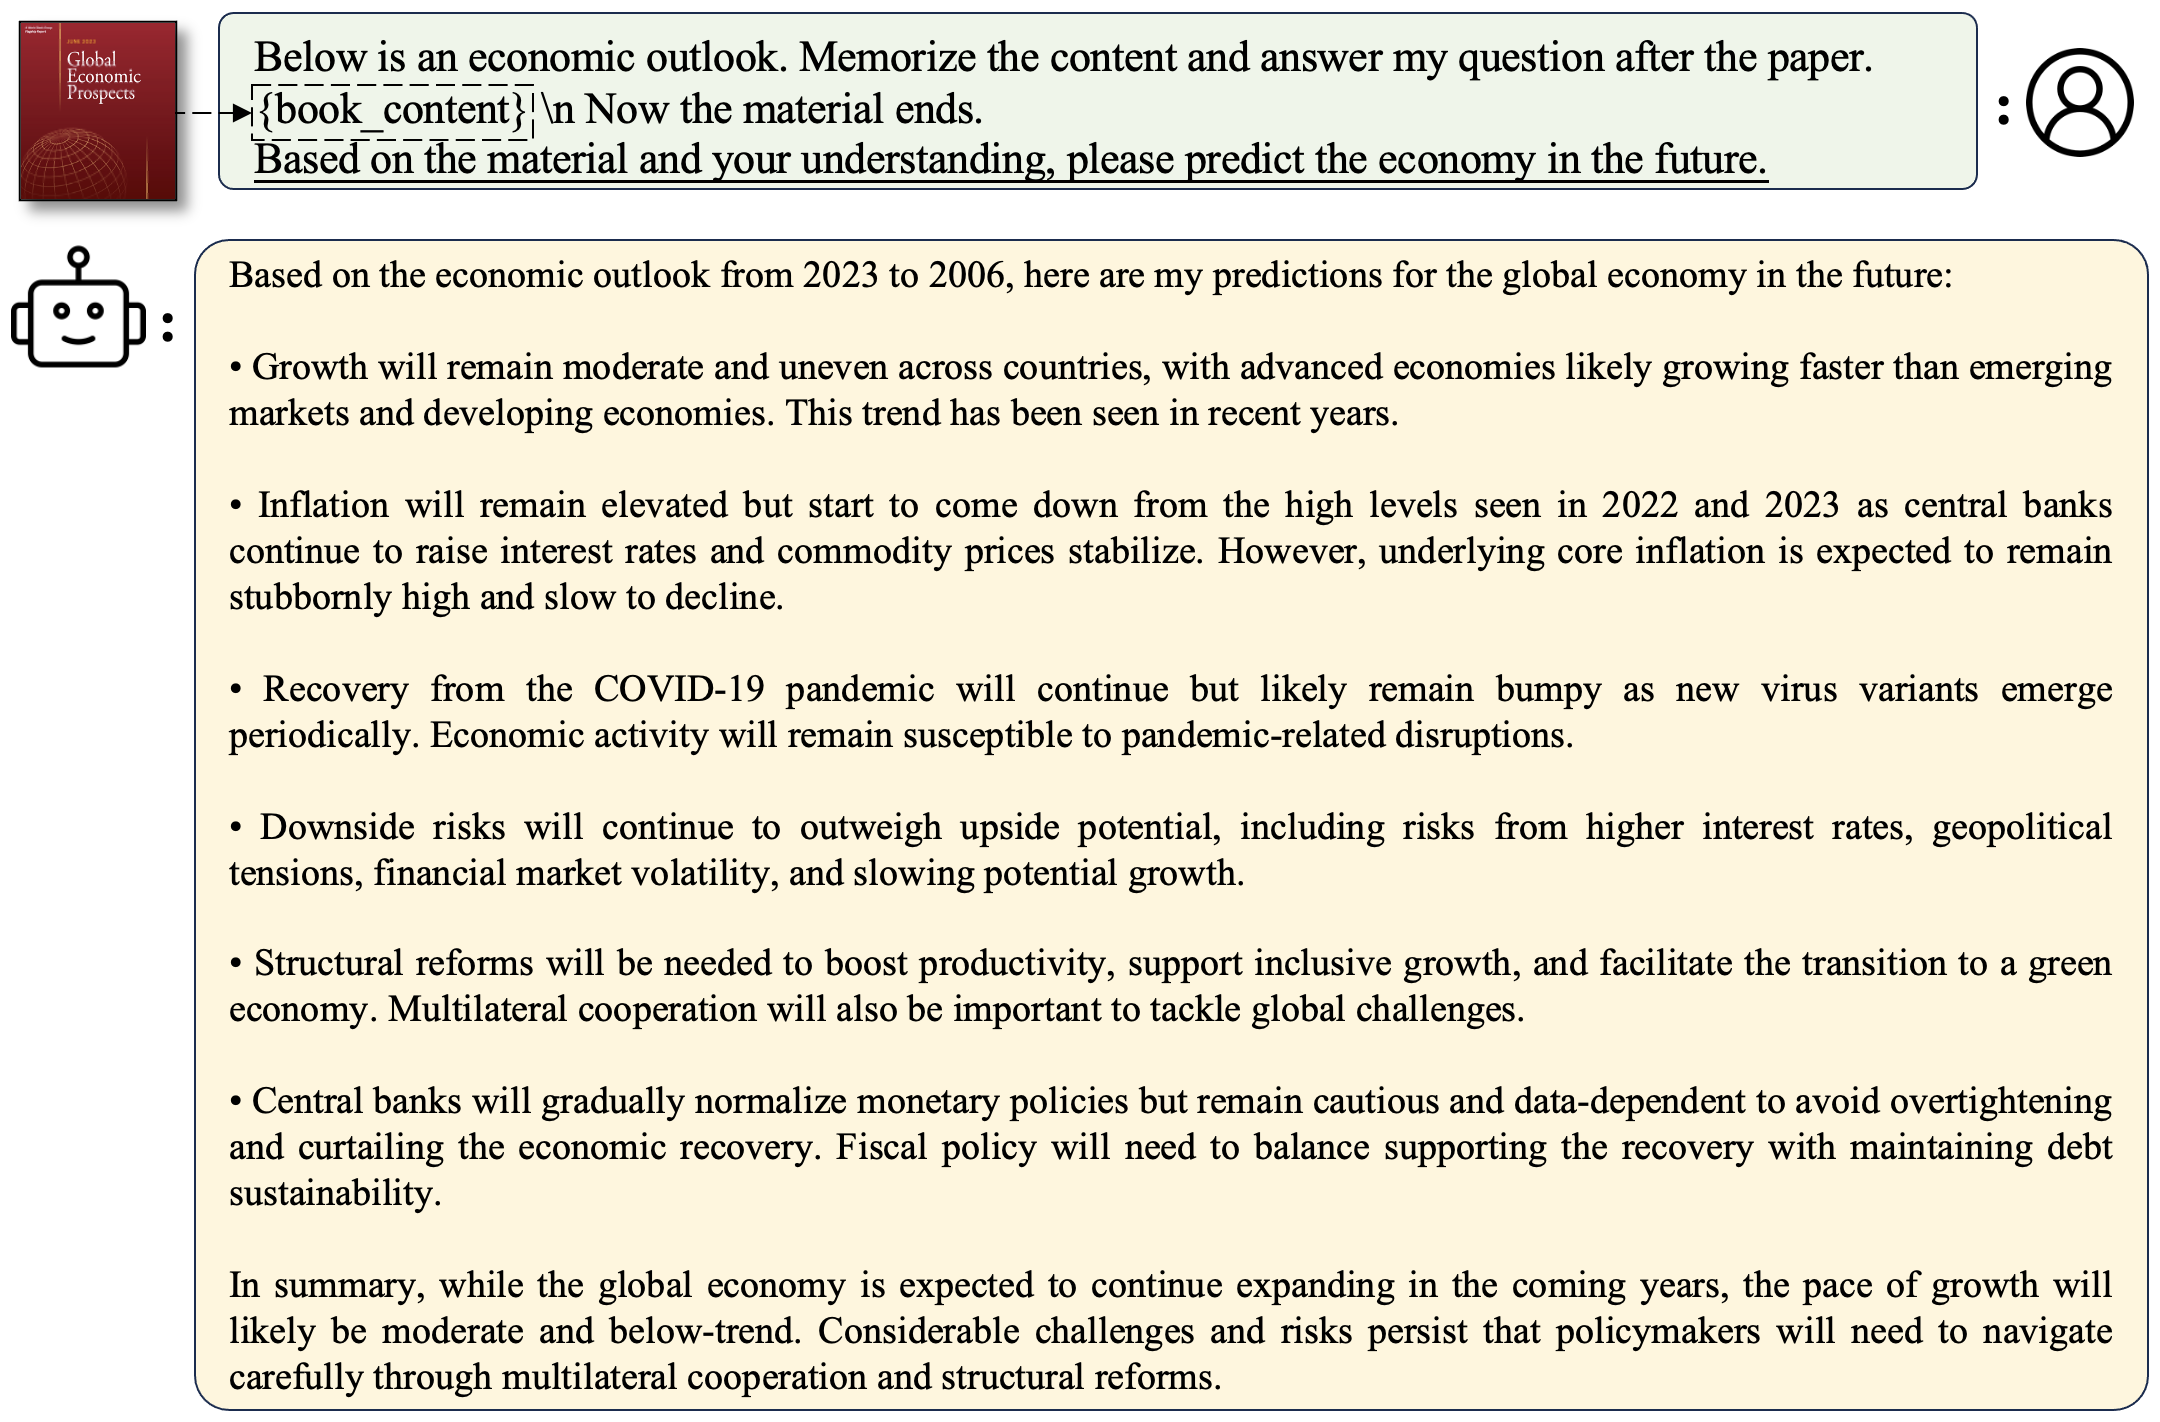 JUNE 2023
Global
Economic
Prospects
Below is an economic outlook. Memorize the content and answer my question after the paper.
{book_content} \n Now the material ends.
Based on the material and your understanding, please predict the economy in the future.
:
:
Based on the economic outlook from 2023 to 2006, here are my predictions for the global economy in the future:
• Growth will remain moderate and uneven across countries, with advanced economies likely growing faster than emerging
markets and developing economies. This trend has been seen in recent years.
• Inflation will remain elevated but start to come down from the high levels seen in 2022 and 2023 as central banks
continue to raise interest rates and commodity prices stabilize. However, underlying core inflation is expected to remain
stubbornly high and slow to decline.
• Recovery from the COVID-19 pandemic will continue but likely remain bumpy as new virus variants emerge
periodically. Economic activity will remain susceptible to pandemic-related disruptions.
• Downside risks will continue to outweigh upside potential, including risks from higher interest rates, geopolitical
tensions, financial market volatility, and slowing potential growth.
• Structural reforms will be needed to boost productivity, support inclusive growth, and facilitate the transition to a green
economy. Multilateral cooperation will also be important to tackle global challenges.
• Central banks will gradually normalize monetary policies but remain cautious and data-dependent to avoid overtightening
and curtailing the economic recovery. Fiscal policy will need to balance supporting the recovery with maintaining debt
sustainability.
In summary, while the global economy is expected to continue expanding in the coming years, the pace of growth will
likely be moderate and below-trend. Considerable challenges and risks persist that policymakers will need to navigate
carefully through multilateral cooperation and structural reforms.